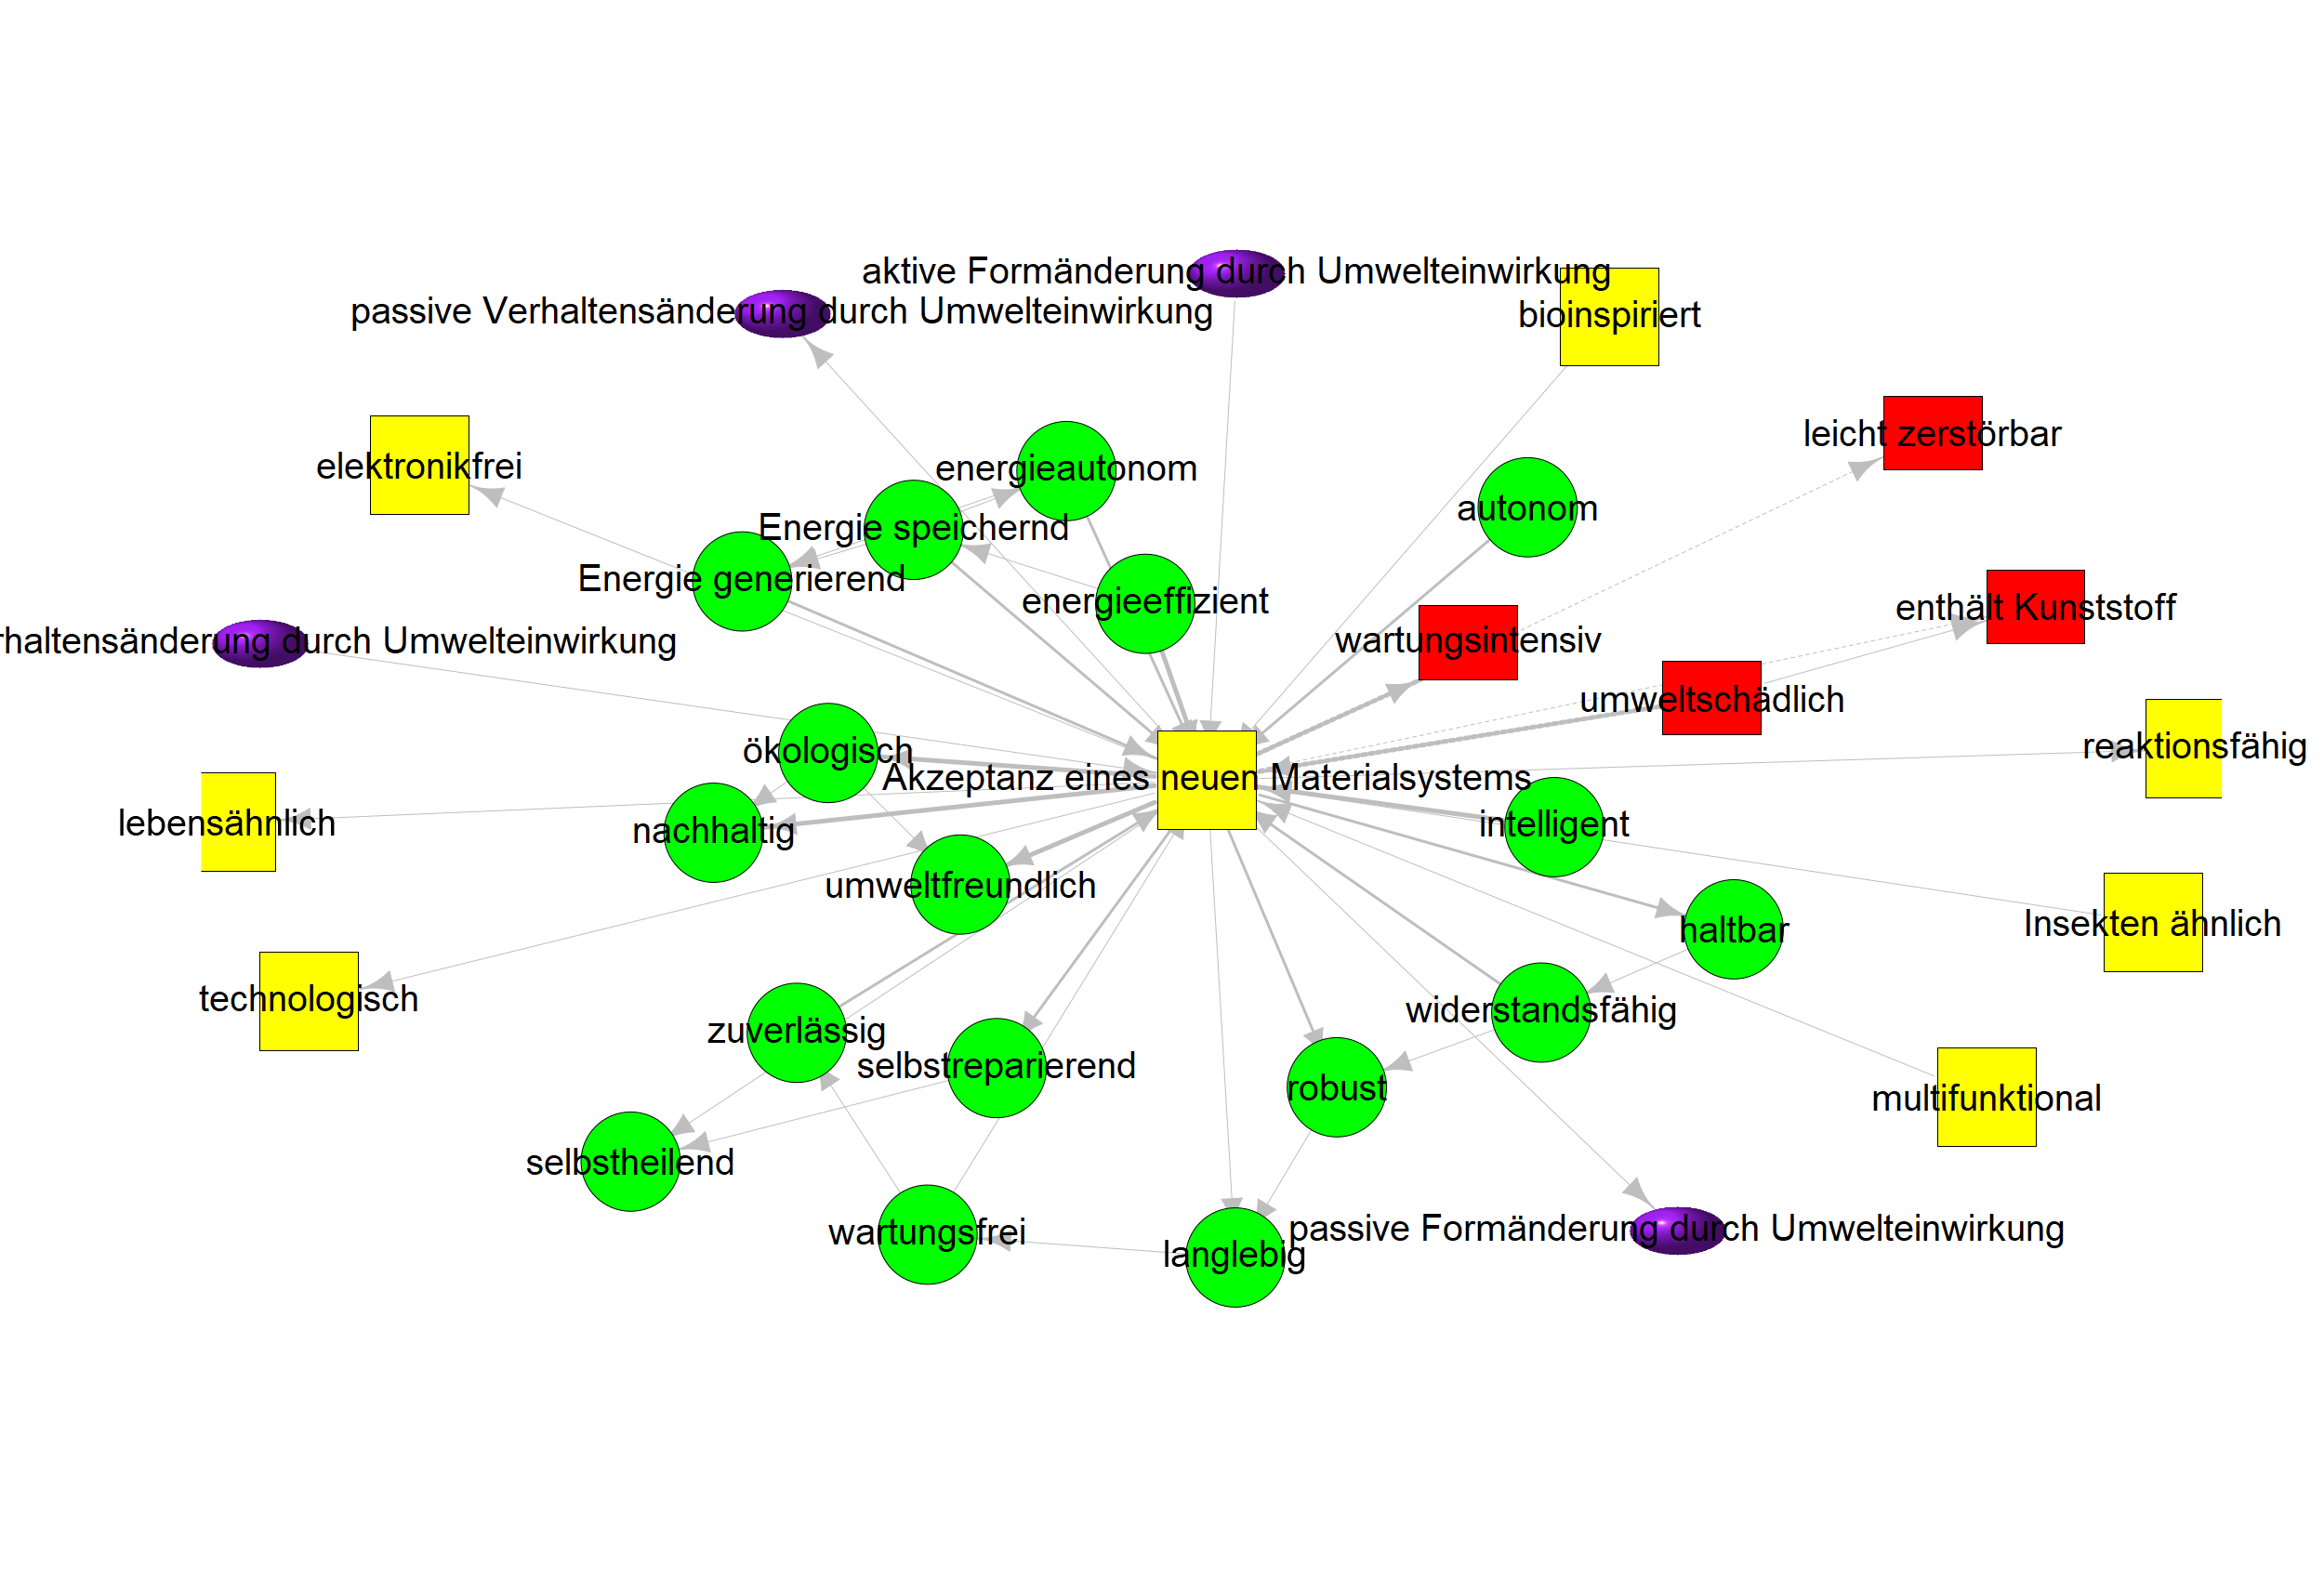 aktive Formänderung durch Umwelteinwirkung
passive Verhaltensänderung durch Umwelteinwirkung
bioinspiriert
leicht zerstörbar
elektronikfrei
energieautonom
autonom
Energie speichernd
Energie generierend
energieeffizient
enthält Kunststoff
rhaltensänderung durch Umwelteinwirkung
wartungsintensiv
umweltschädlich
ökologisch
reaktionsfähig
Akzeptanz eines neuen Materialsystems
lebensähnlich
nachhaltig
intelligent
umweltfreundlich
Insekten ähnlich
haltbar
technologisch
widerstandsfähig
zuverlässig
selbstreparierend
robust
multifunktional
selbstheilend
wartungsfrei
passive Formänderung durch Umwelteinwirkung
langlebig